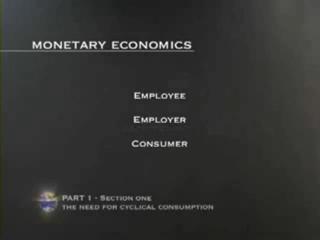 MONETARY ECONOMICS
EMPLOYEE
EMPLOYER
CONSUMER
PART 1 - SECTION ONE
THE NEED FOR CYCLICAL CONSUMPTION